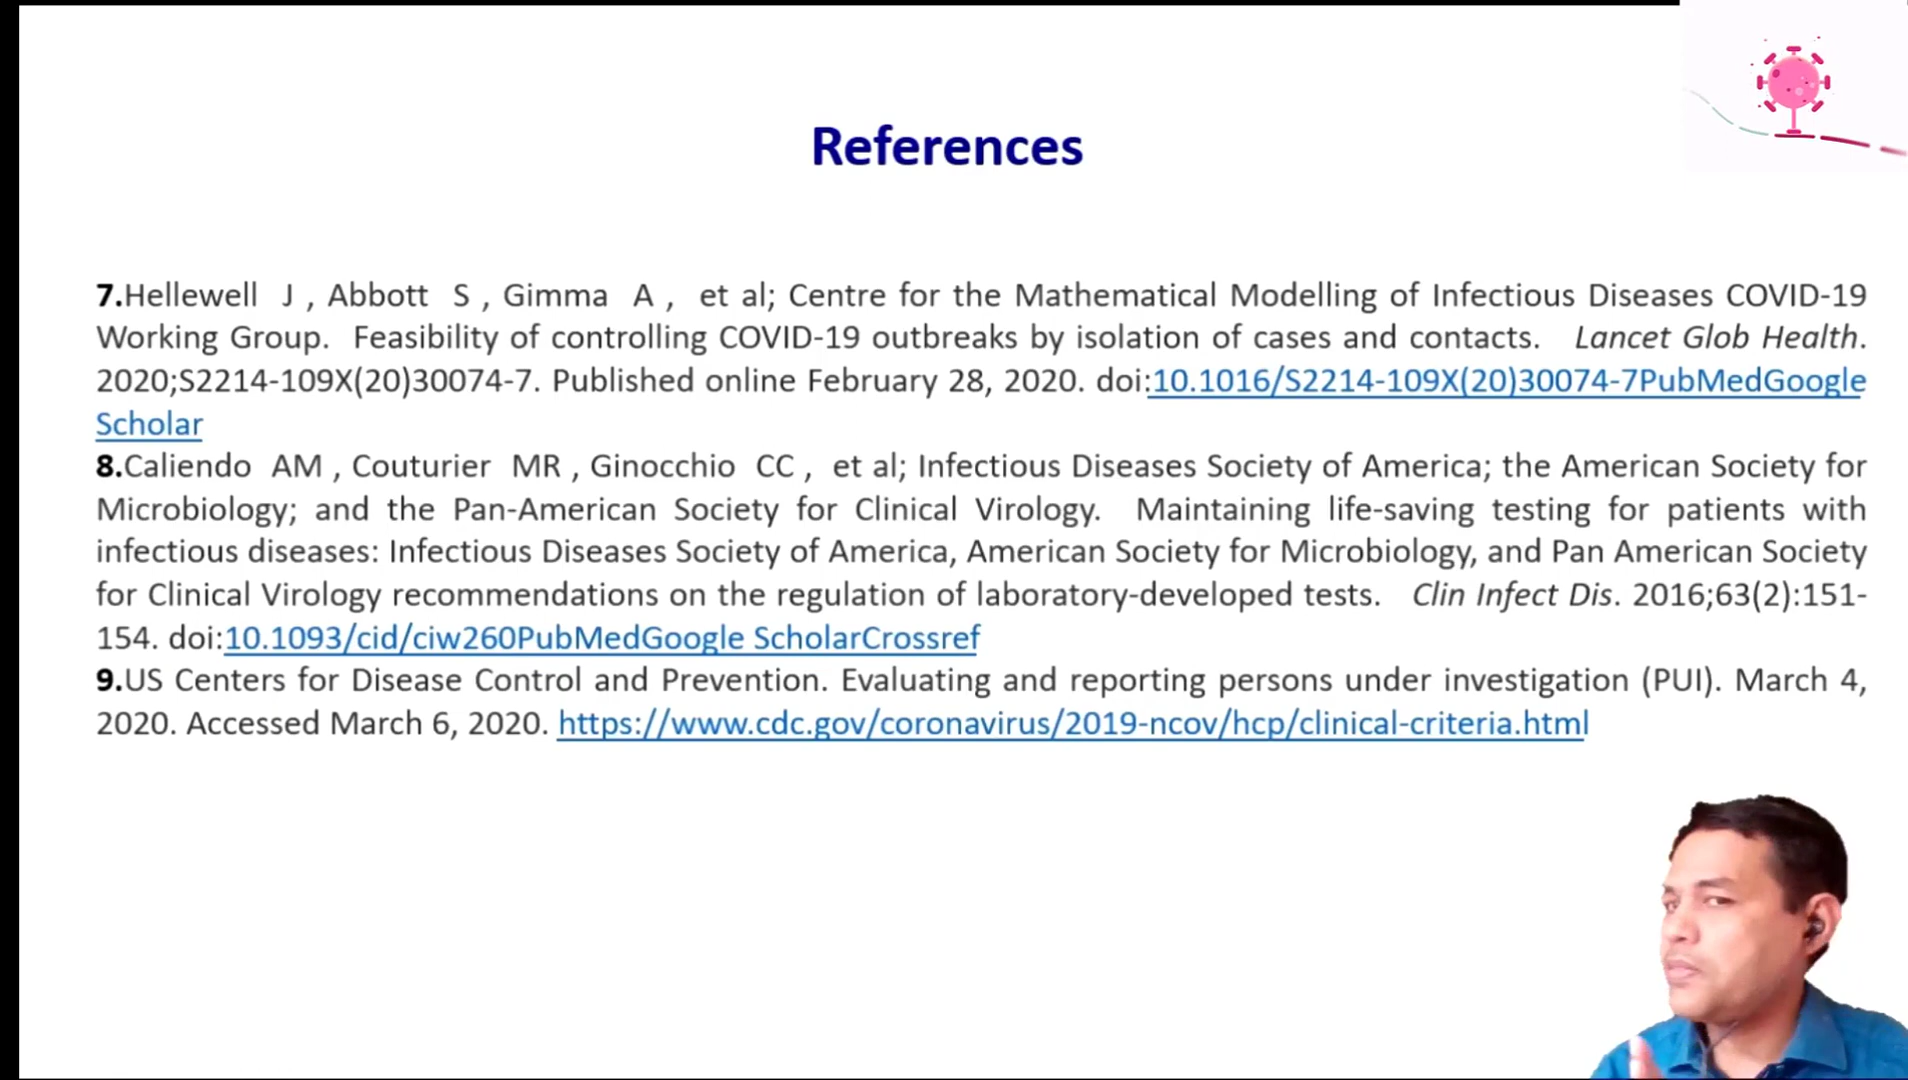 References
7.Hellewell J , Abbott S , Gimma A , et al; Centre for the Mathematical Modelling of Infectious Diseases COVID-19
Working Group. Feasibility of controlling COVID-19 outbreaks by isolation of cases and contacts. Lancet Glob Health.
2020;S2214-109X(20)30074-7. Published online February 28, 2020. doi:10.1016/S2214-109X(20)30074-7PubMedGoogle
Scholar
8.Caliendo AM , Couturier MR , Ginocchio CC , et al; Infectious Diseases Society of America; the American Society for
Microbiology; and the Pan-American Society for Clinical Virology. Maintaining life-saving testing for patients with
infectious diseases: Infectious Diseases Society of America, American Society for Microbiology, and Pan American Society
for Clinical Virology recommendations on the regulation of laboratory-developed tests. Clin Infect Dis. 2016;63(2):151-
154. doi:10.1093/cid/ciw260PubMedGoogle ScholarCrossref
9.US Centers for Disease Control and Prevention. Evaluating and reporting persons under investigation (PUI). March 4,
2020. Accessed March 6, 2020. https://www.cdc.gov/coronavirus/2019-ncov/hcp/clinical-criteria.html